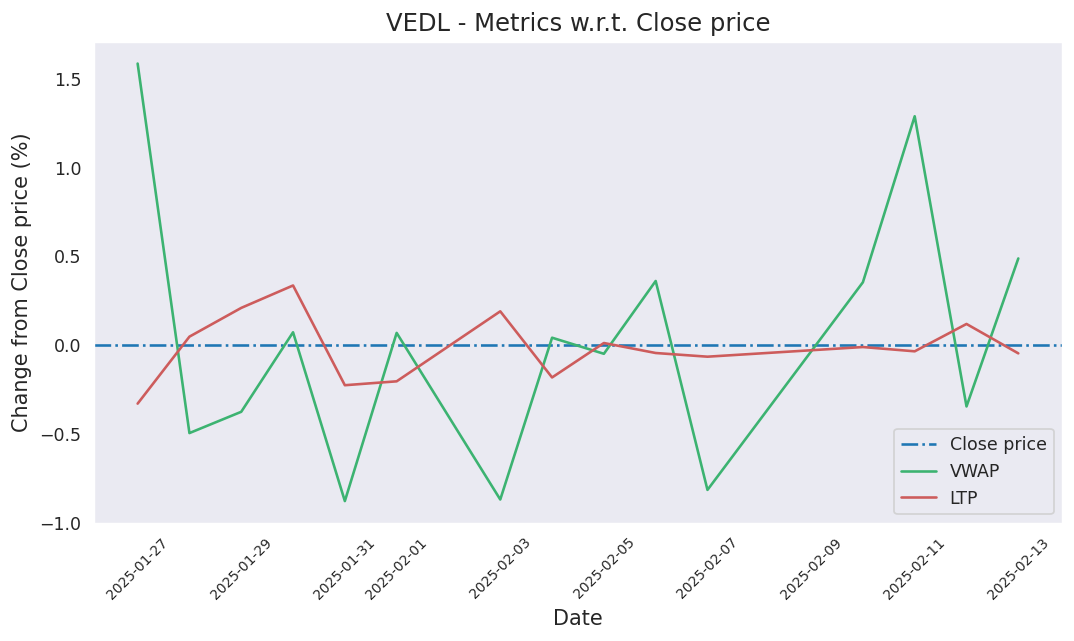 VEDL - Metrics w.r.t. Close price
Change from Close price (%)
1.5
1.0
0.5
0.0
−0.5
−1.0
Close price
VWAP
LTP
2025-01-27
2025-01-29
2025-01-31
2025-02-01
2025-02-03
2025-02-05
2025-02-07
2025-02-09
2025-02-11
2025-02-13
Date